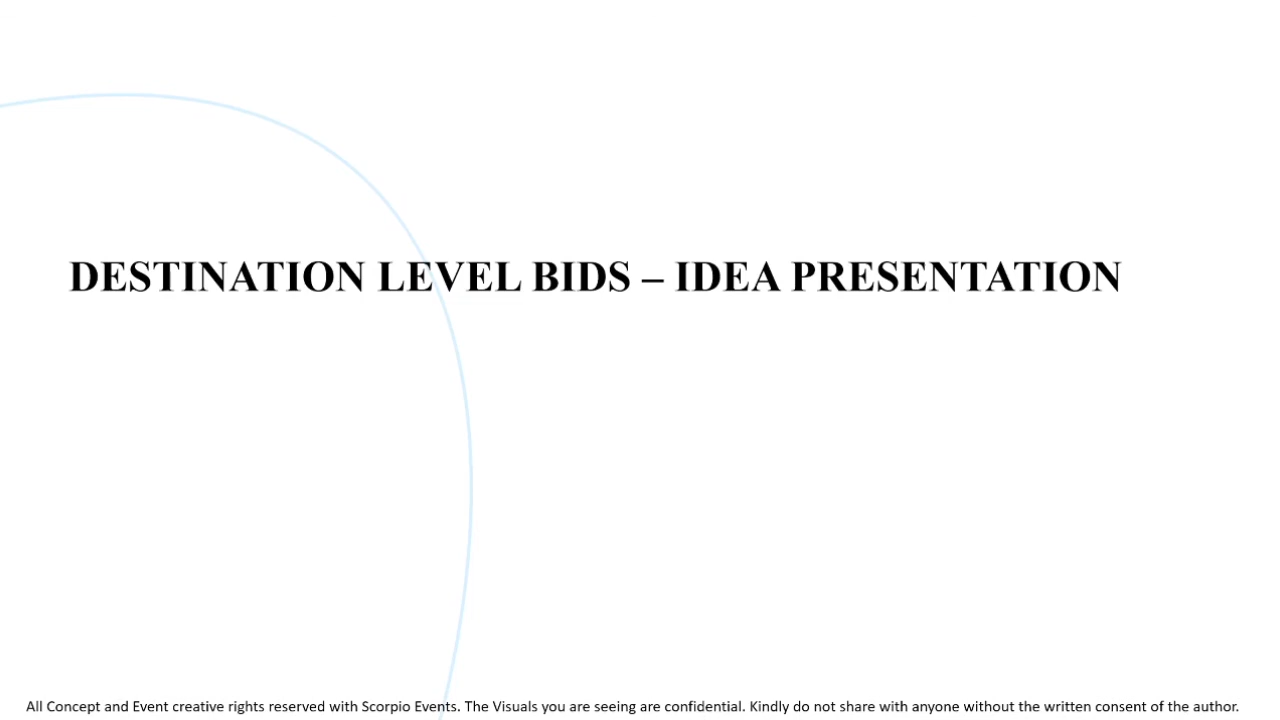 DESTINATION LEVEL BIDS – IDEA PRESENTATION
All Concept and Event creative rights reserved with Scorpio Events. The Visuals you are seeing are confidential. Kindly do not share with anyone without the written consent of the author.